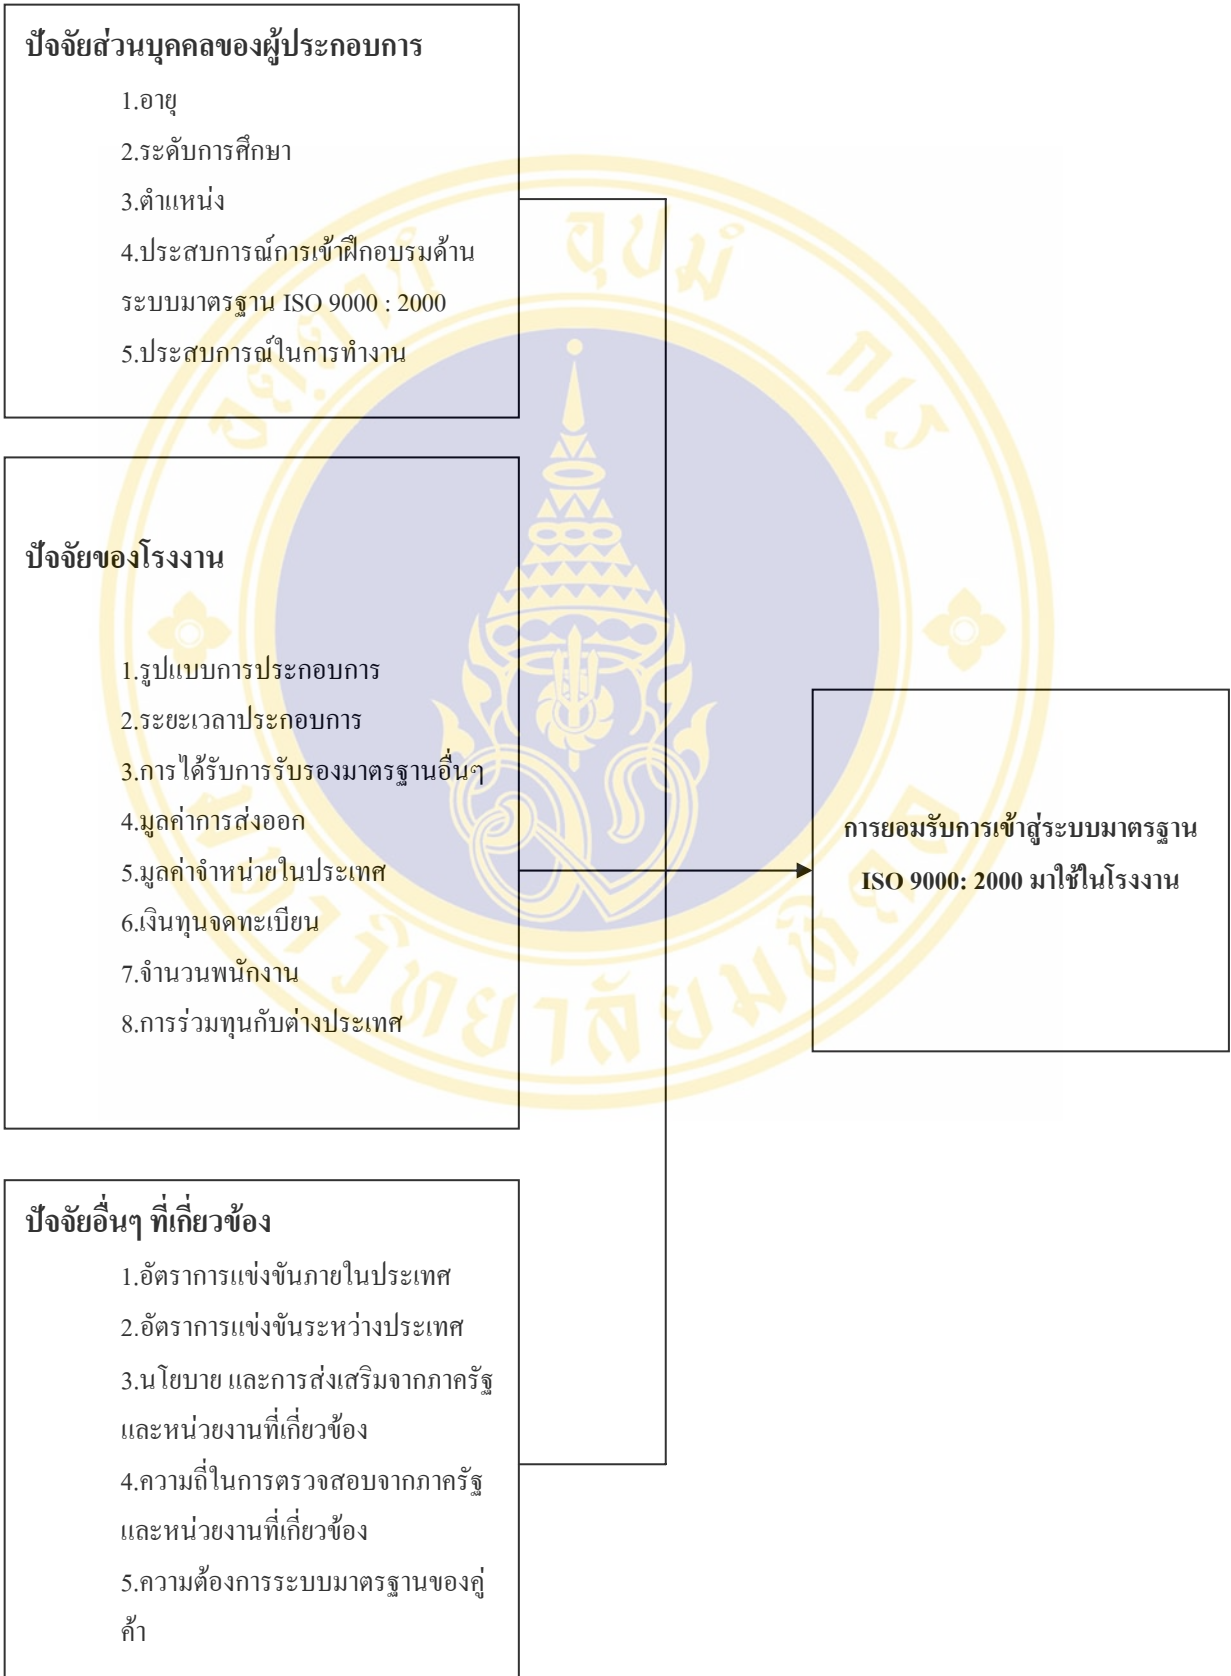 ปัจจัยส่วนบุคคลของผู้ประกอบการ
1.อายุ
2.ระดับการศึกษา
3.ตำแหน่ง
4.ประสบการณ์การเข้าฝึกอบรมด้าน
ระบบมาตรฐาน ISO 9000 : 2000
5.ประสบการณ์ในการทำงาน
ปัจจัยของโรงงาน
1.รูปแบบการประกอบการ
2.ระยะเวลาประกอบการ
3.การได้รับการรับรองมาตรฐานอื่นๆ
4.มูลค่าการส่งออก
5.มูลค่าจำหน่ายในประเทศ
6.เงินทุนจดทะเบียน
7.จำนวนพนักงาน
8.การร่วมทุนกับต่างประเทศ
การยอมรับการเข้าสู่ระบบมาตรฐาน
ISO 9000: 2000 มาใช้ในโรงงาน
ปัจจัยอื่นๆ ที่เกี่ยวข้อง
1.อัตราการแข่งขันภายในประเทศ
2.อัตราการแข่งขันระหว่างประเทศ
3.นโยบาย และการส่งเสริมจากภาครัฐ
และหน่วยงานที่เกี่ยวข้อง
4.ความถี่ในการตรวจสอบจากภาครัฐ
และหน่วยงานที่เกี่ยวข้อง
5.ความต้องการระบบมาตรฐานของคู่
ค้า
อตฺตานํ อุปมํ กเร
มหาวิทยาลัยมหิดล